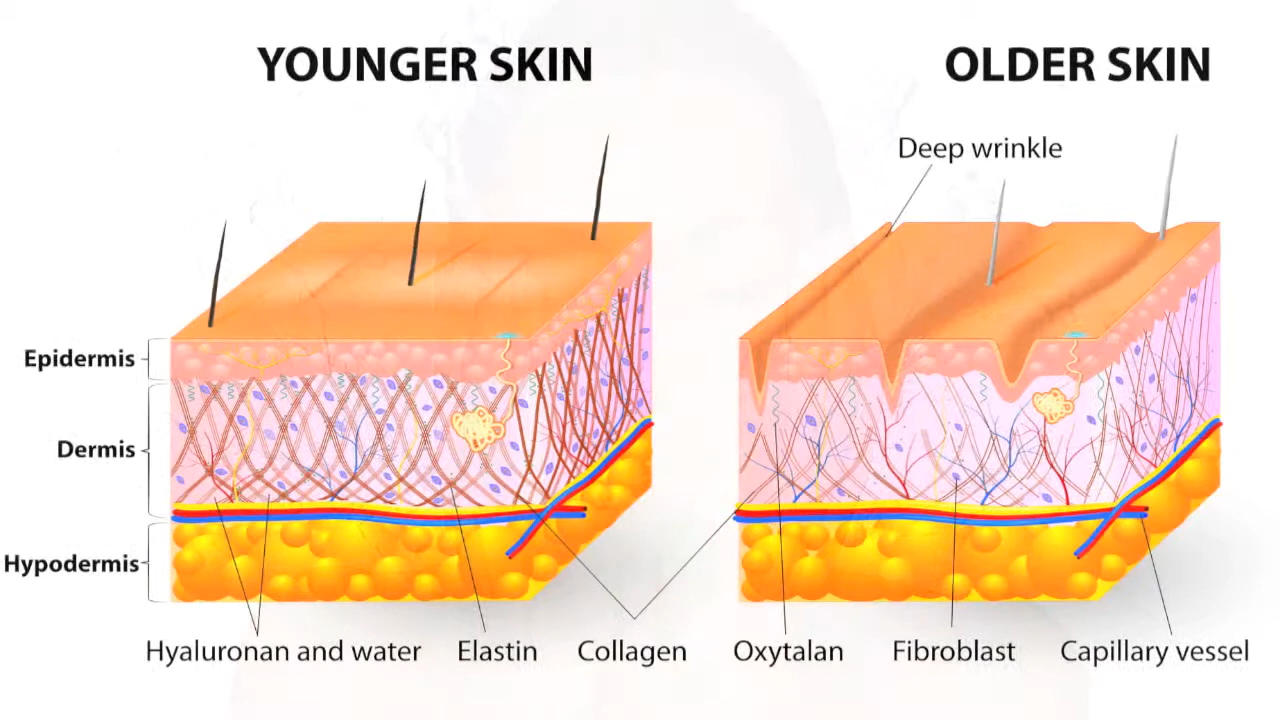 YOUNGER SKIN
OLDER SKIN
Deep wrinkle
Epidermis
Dermis
Hypodermis
Hyaluronan and water
Elastin
Collagen
Oxytalan
Fibroblast
Capillary vessel